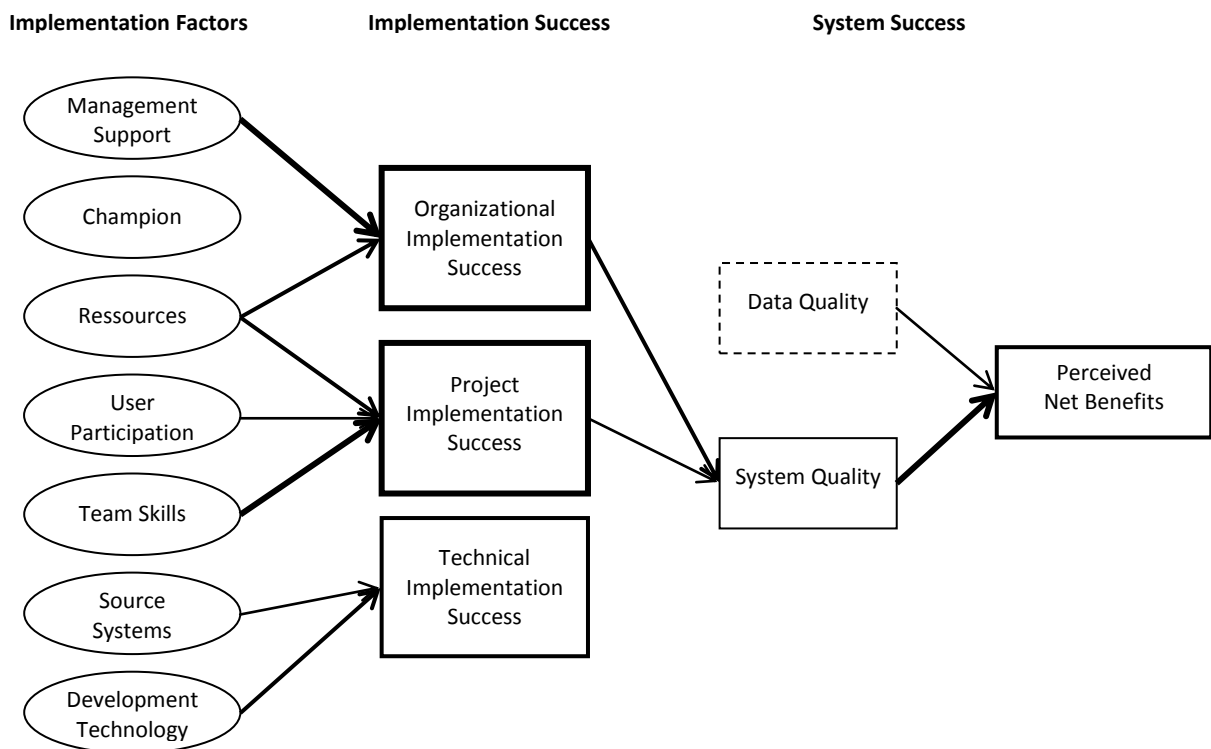 Implementation Factors
Implementation Success
System Success
Management
Support
Champion
Ressources
User
Participation
Team Skills
Source
Systems
Development
Technology
Organizational
Implementation
Success
Project
Implementation
Success
Technical
Implementation
Success
Data Quality
System Quality
Perceived
Net Benefits